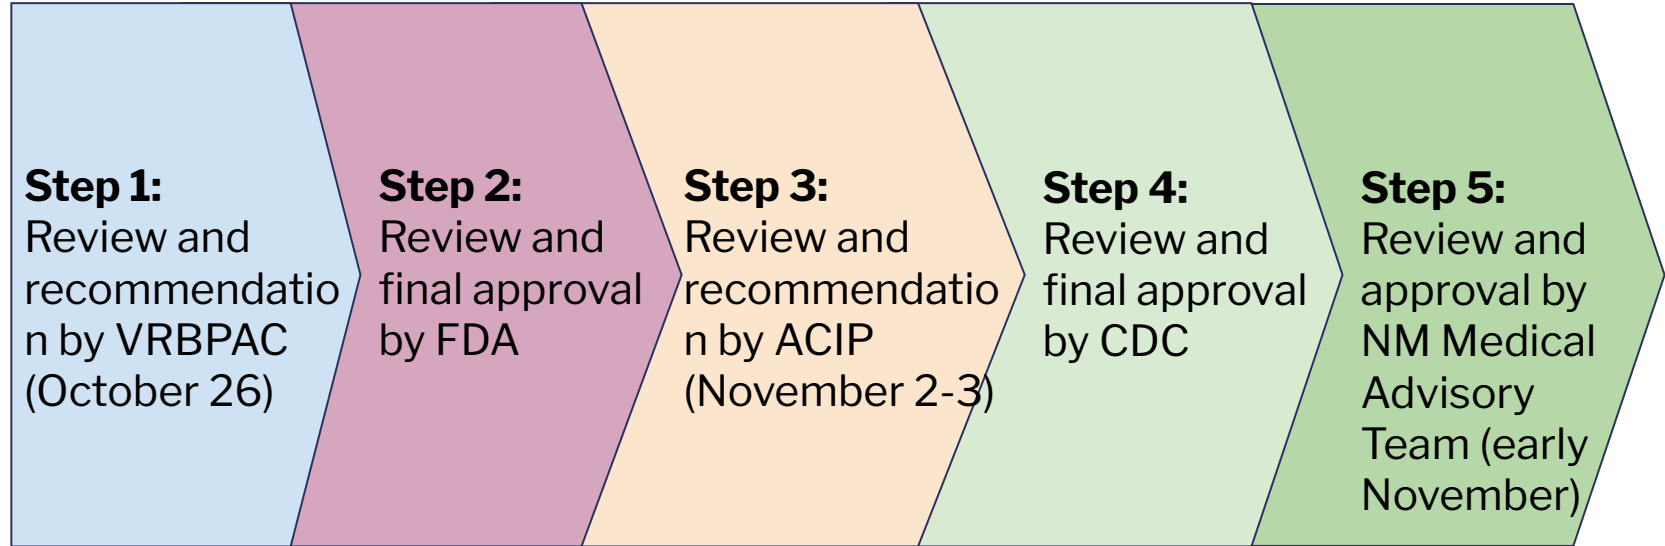 Step 1:
Review and
recommendatio
n by VRBPAC
(October 26)
Step 2:
Review and
final approval
by FDA
Step 3:
Review and
recommendatio
n by ACIP
(November 2-3)
Step 4:
Review and
final approval
by CDC
Step 5:
Review and
approval by
NM Medical
Advisory
Team (early
November)